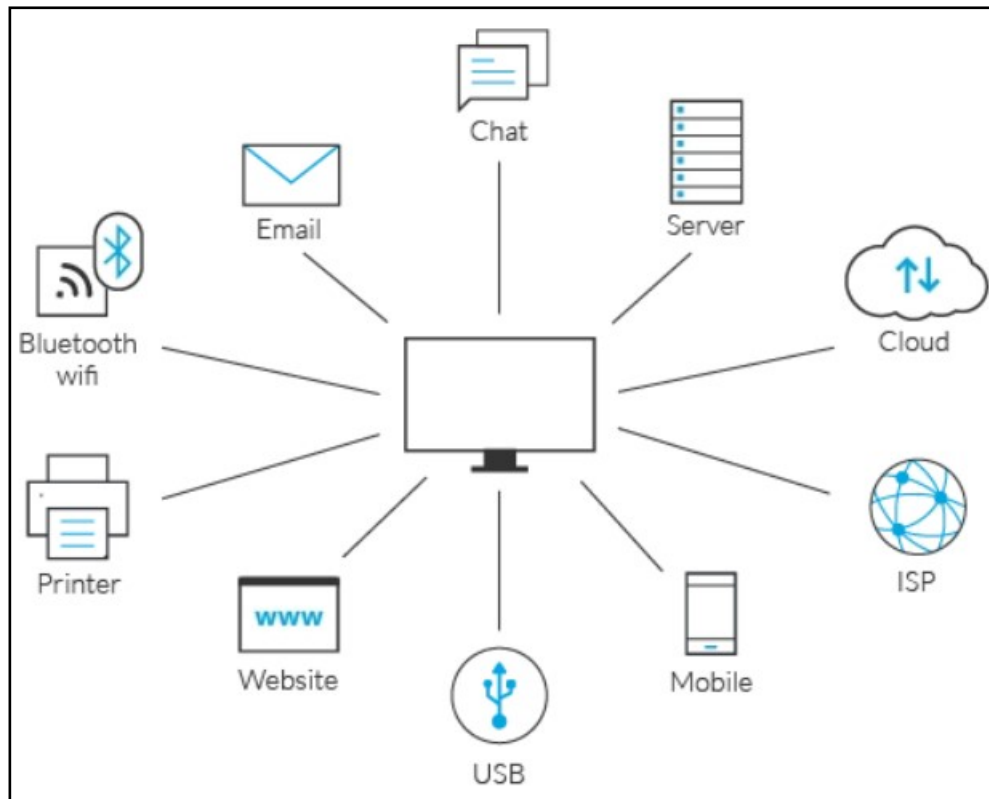 Chat
Server
Email
Cloud
Bluetooth
wifi
Printer
ISP
www
Website
Mobile
USB